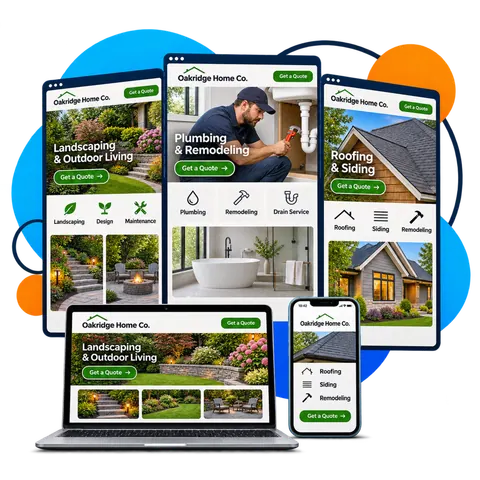 Oakridge Home Co.
Get a Quote
Landscaping
& Outdoor Living
Get a Quote →
Landscaping
Design
Maintenance
Oakridge Home Co.
Get a Quote
Plumbing
& Remodeling
Get a Quote →
Plumbing
Remodeling
Drain Service
Oakridge Home Co.
Get a Quote
Roofing
& Siding
Get a Quote →
Roofing
Siding
Remodeling
Oakridge Home Co.
Get a Quote
Landscaping
& Outdoor Living
Get a Quote →
Oakridge Home Co.
Roofing
Siding
Remodeling
Get a Quote →